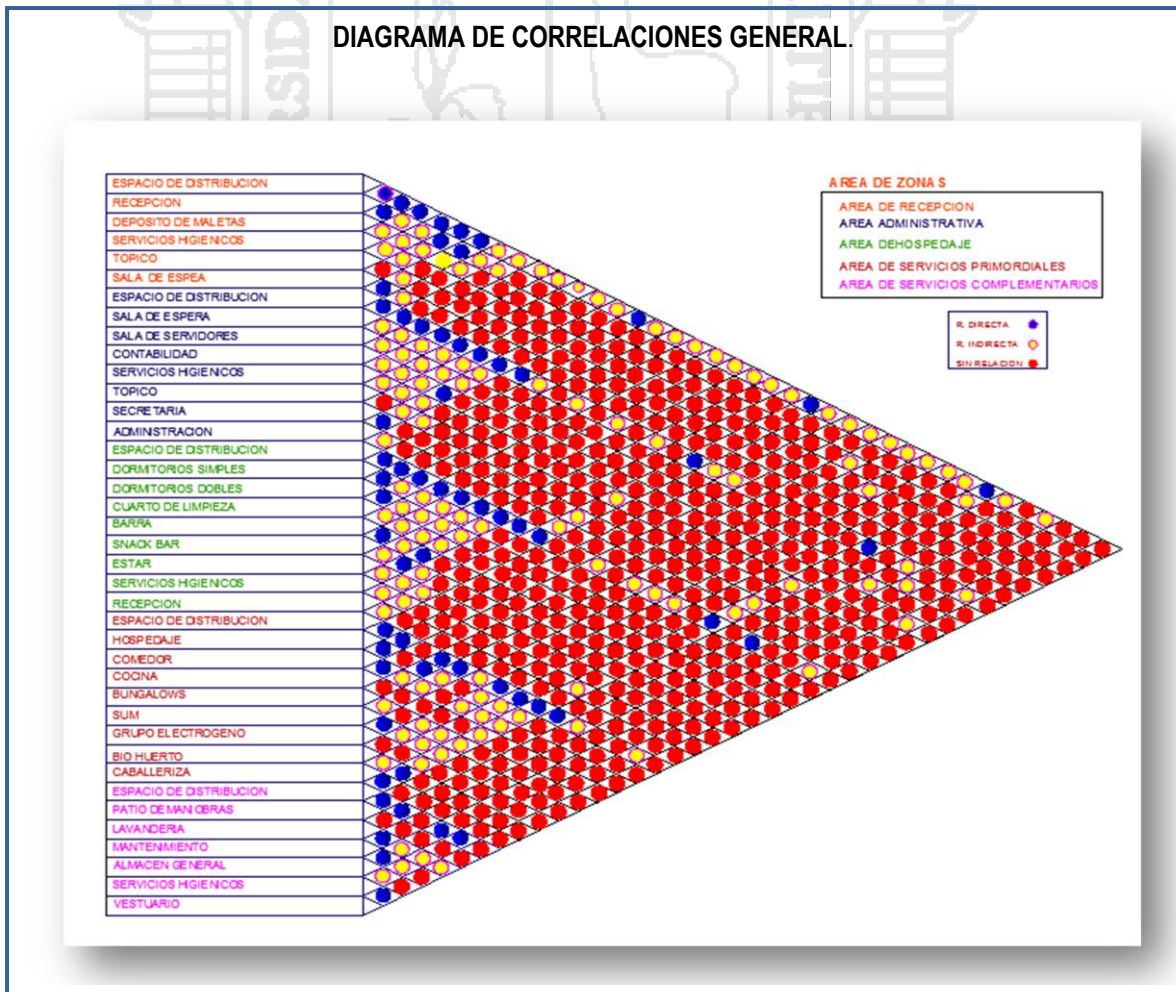 DIAGRAMA DE CORRELACIONES GENERAL.
ESPACIO DE DISTRIBUCION
RECEPCION
DEPOSITO DE MALETAS
SERVICIOS HIGIENICOS
TOPICO
SALA DE ESPEA
ESPACIO DE DISTRIBUCION
SALA DE ESPERA
SALA DE SERVIDORES
CONTABILIDAD
SERVICIOS HIGIENICOS
TOPICO
SECRETARIA
ADMINISTRACION
ESPACIO DE DISTRIBUCION
DORMITORIOS SIMPLES
DORMITORIOS DOBLES
CUARTO DE LIMPIEZA
BARRA
SNACK BAR
ESTAR
SERVICIOS HIGIENICOS
RECEPCION
ESPACIO DE DISTRIBUCION
HOSPEDAJE
COMEDOR
COCINA
BUNGALOWS
SUM
GRUPO ELECTROGENO
BIO HUERTO
CABALLERIZA
ESPACIO DE DISTRIBUCION
PATIO DE MANIOBRAS
LAVANDERIA
MANTENIMIENTO
ALMACEN GENERAL
SERVICIOS HIGIENICOS
VESTUARIO
AREA DE ZONAS
AREA DE RECEPCION
AREA ADMINISTRATIVA
AREA DEHOSPEDAJE
AREA DE SERVICIOS PRIMORDIALES
AREA DE SERVICIOS COMPLEMENTARIOS
R. DIRECTA
R. INDIRECTA
SIN RELACION